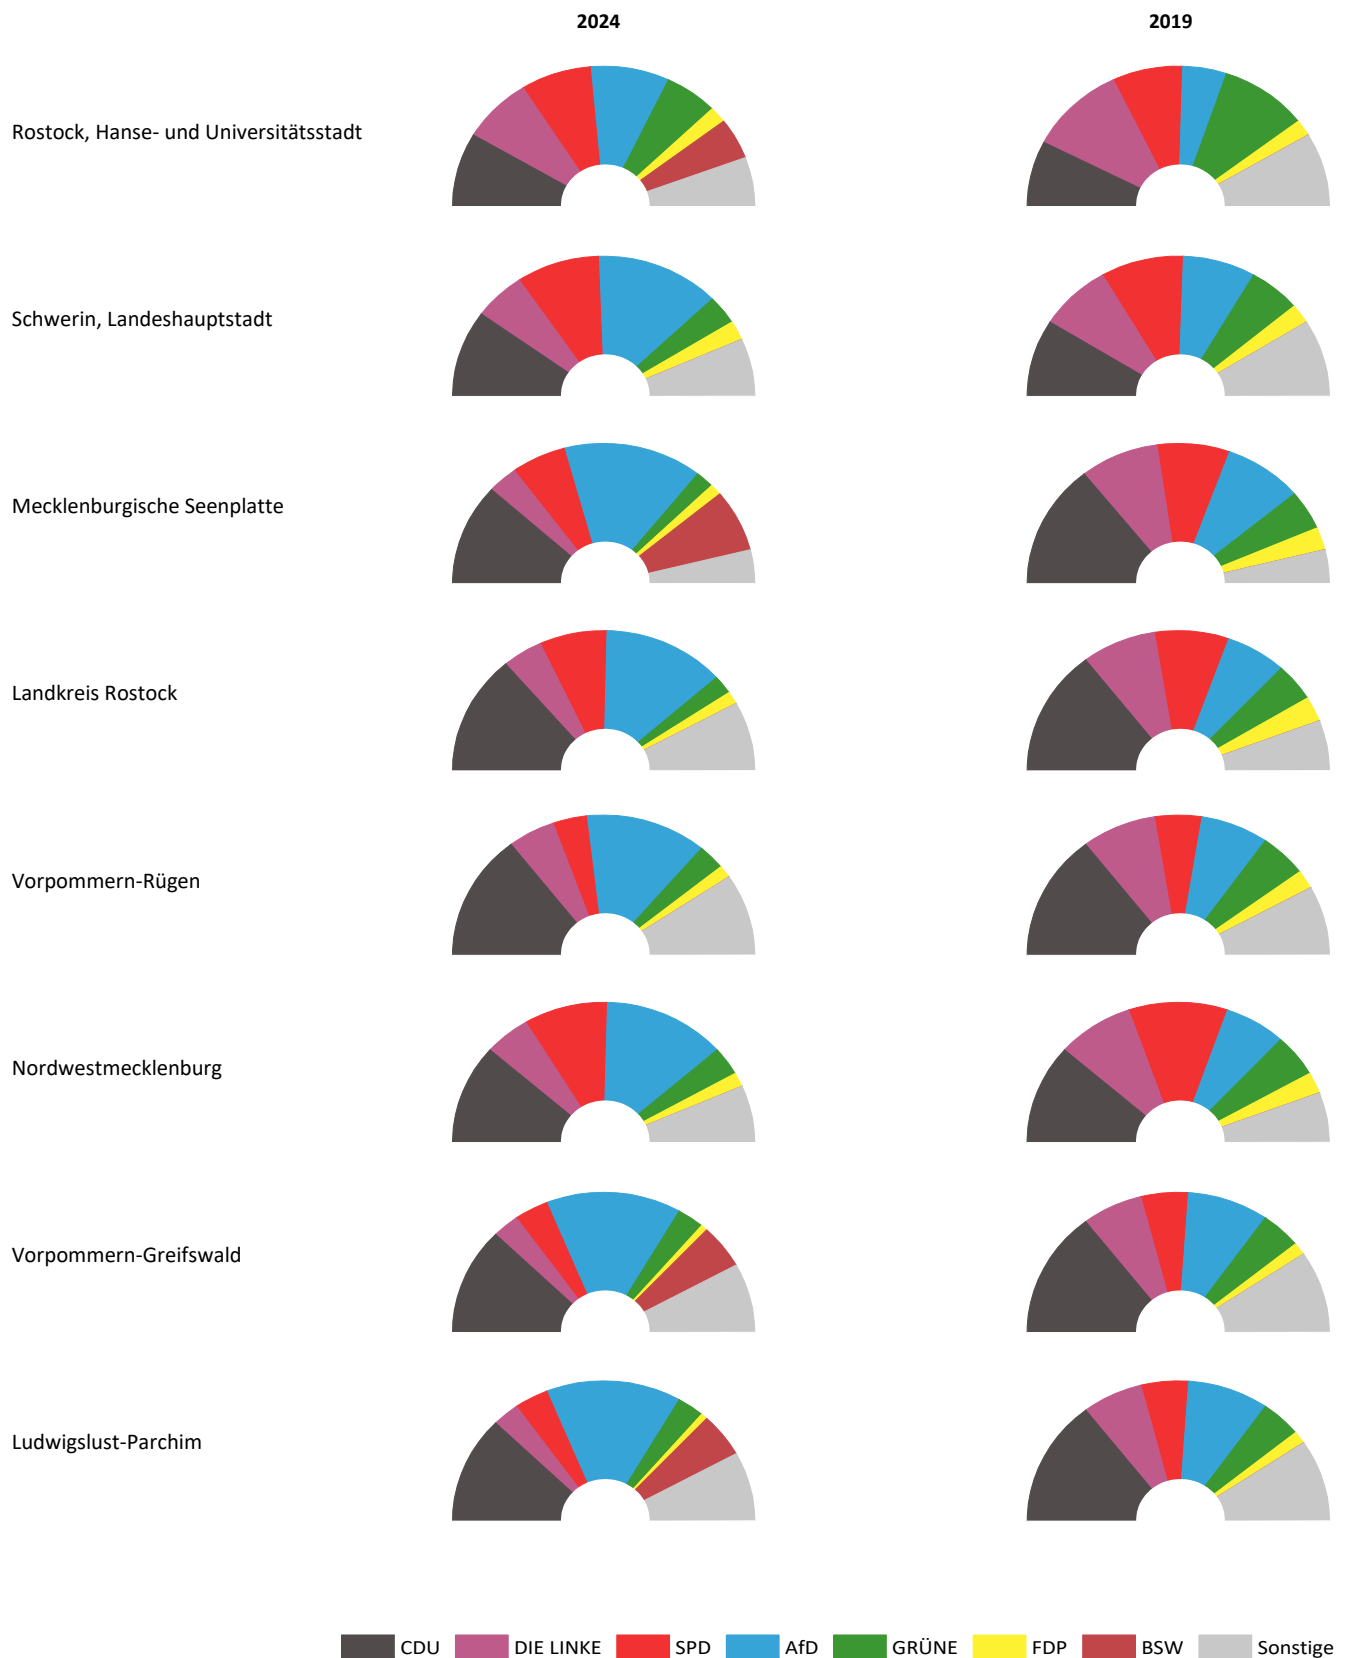 2024 2019
Rostock, Hanse- und Universitätsstadt
Schwerin, Landeshauptstadt
Mecklenburgische Seenplatte
Landkreis Rostock
Vorpommern-Rügen
Nordwestmecklenburg
Vorpommern-Greifswald
Ludwigslust-Parchim
CDU DIE LINKE SPD AfD GRÜNE FDP BSW Sonstige